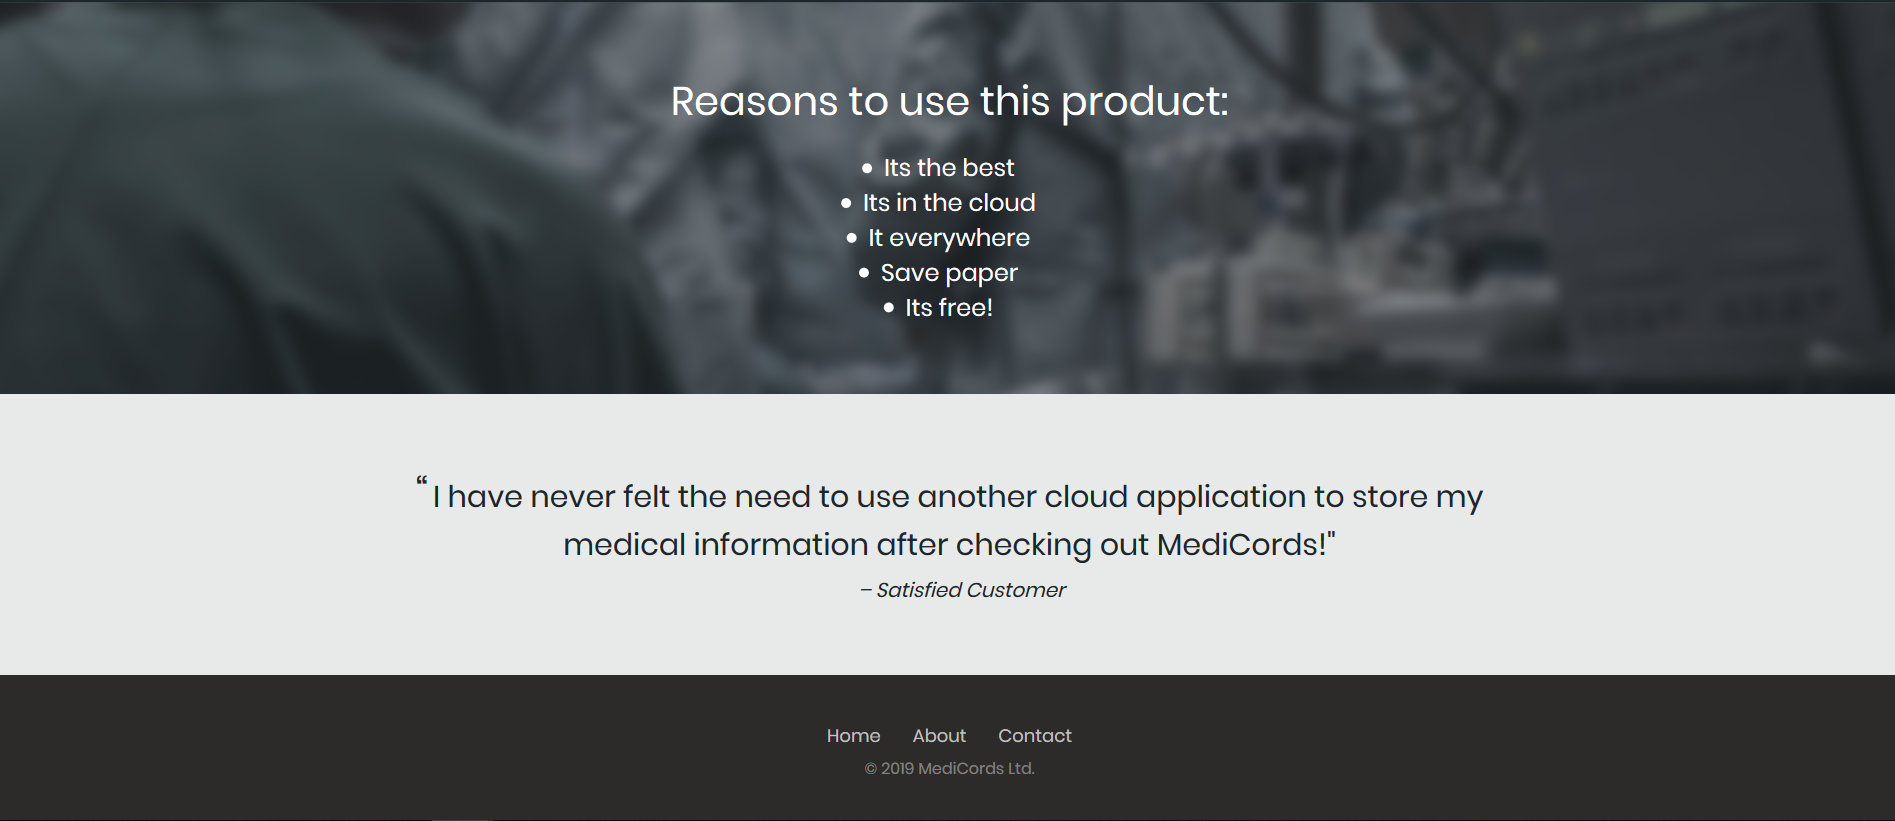 Reasons to use this product:
• Its the best
• Its in the cloud
• It everywhere
• Save paper
• Its free!
“ I have never felt the need to use another cloud application to store my
medical information after checking out MediCords!"
– Satisfied Customer
Home About Contact
© 2019 MediCords Ltd.